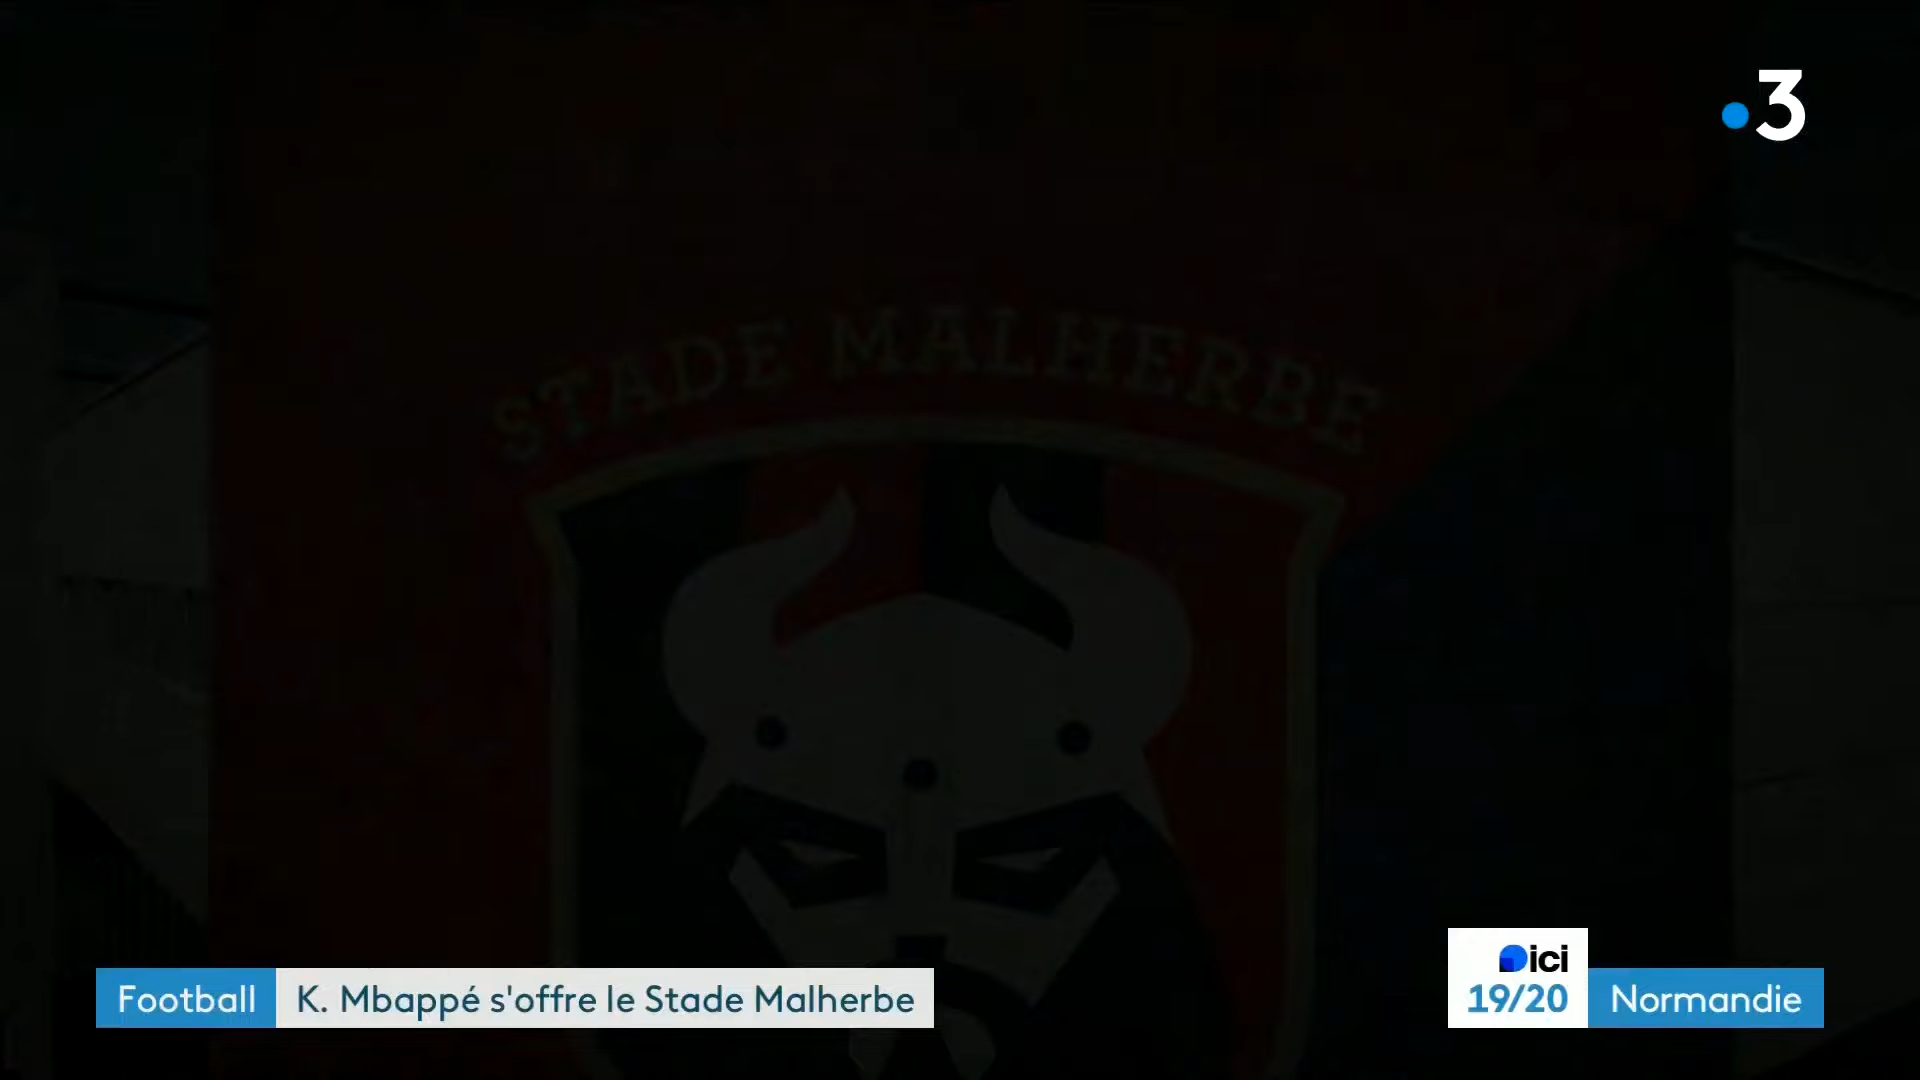 3
STADE MALHERBE
ici
Football K. Mbappé s'offre le Stade Malherbe
19/20 Normandie